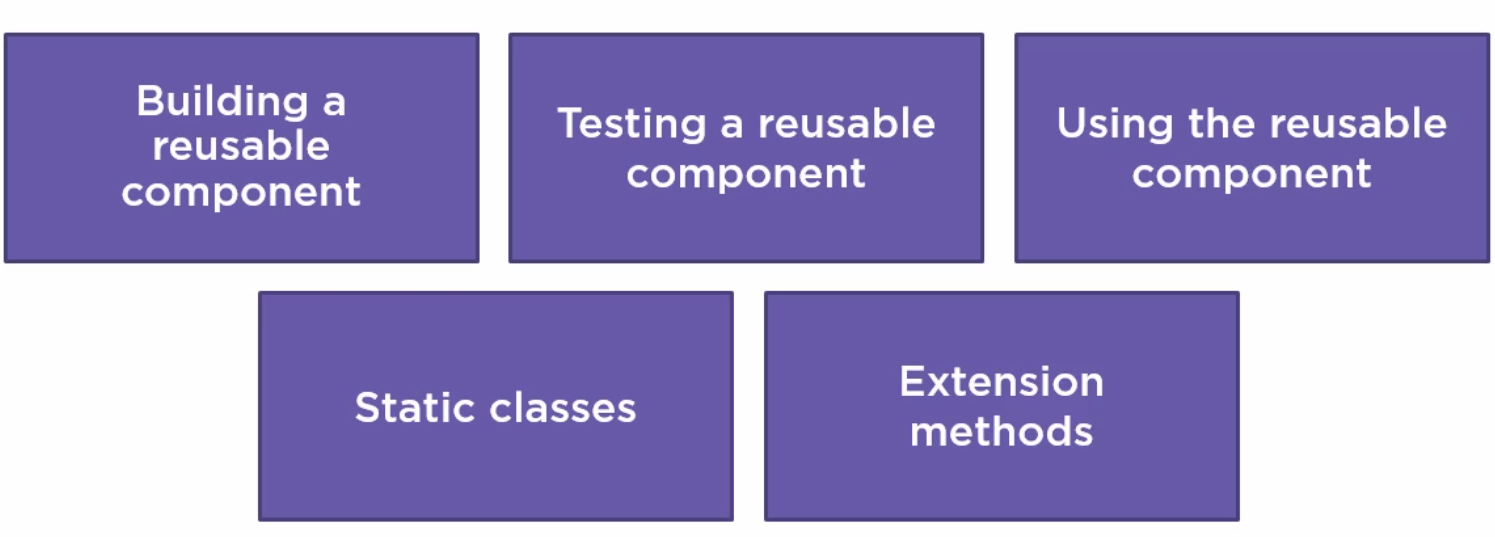 Building a
reusable
component
Testing a reusable
component
Using the reusable
component
Static classes
Extension
methods